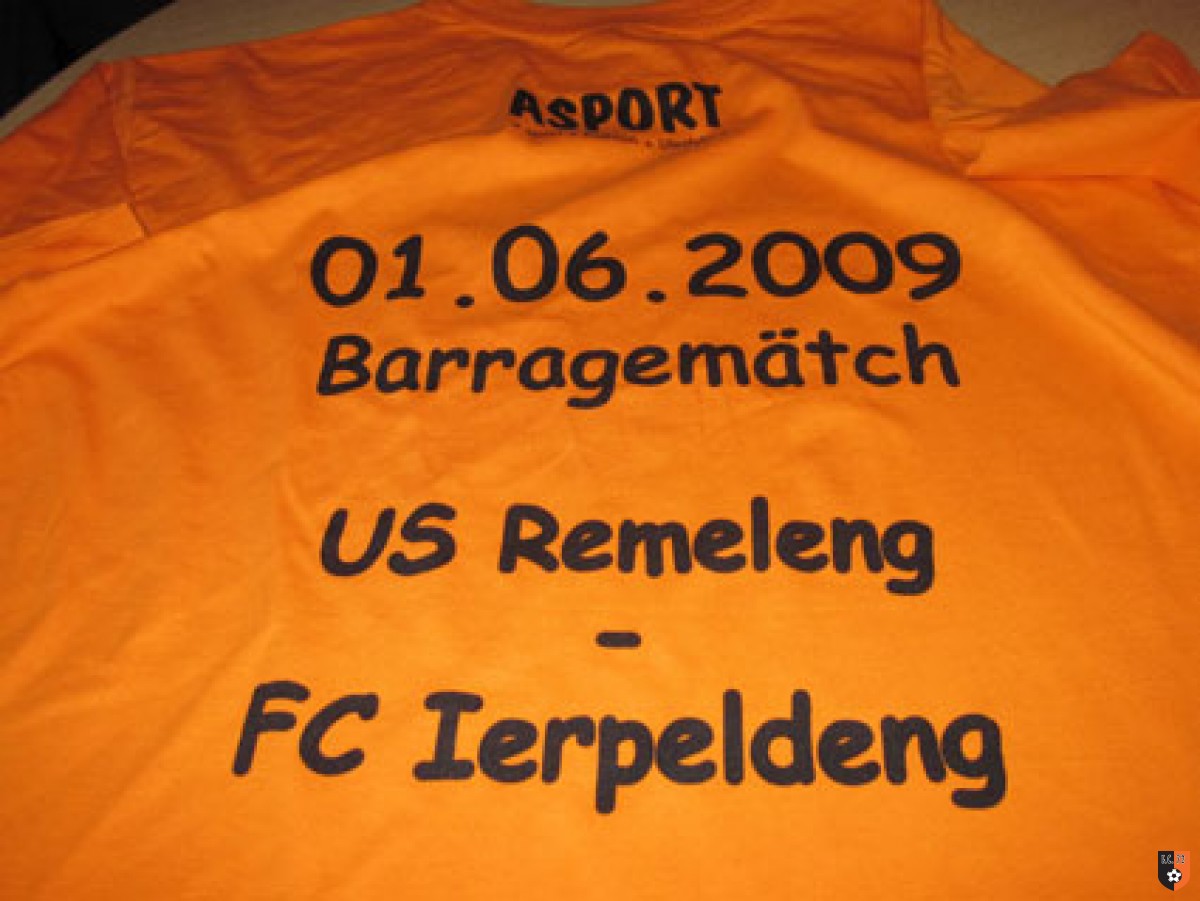 ASPORT
01.06.2009
Barragemätch
US Remeleng
-
FC Ierpeldeng